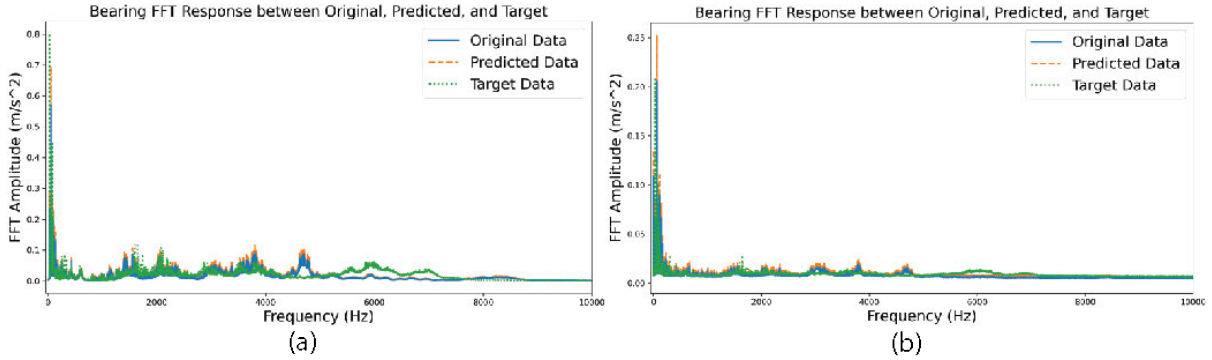 Bearing FFT Response between Original, Predicted, and Target
Original Data
Predicted Data
Target Data
FFT Amplitude (m/s^2)
0.8
0.7
0.6
0.5
0.4
0.3
0.2
0.1
0.0
0 2000 4000 6000 8000 10000
Frequency (Hz)
(a)
Bearing FFT Response between Original, Predicted, and Target
Original Data
Predicted Data
Target Data
FFT Amplitude (m/s^2)
0.25
0.20
0.15
0.10
0.05
0.00
0 2000 4000 6000 8000 10000
Frequency (Hz)
(b)